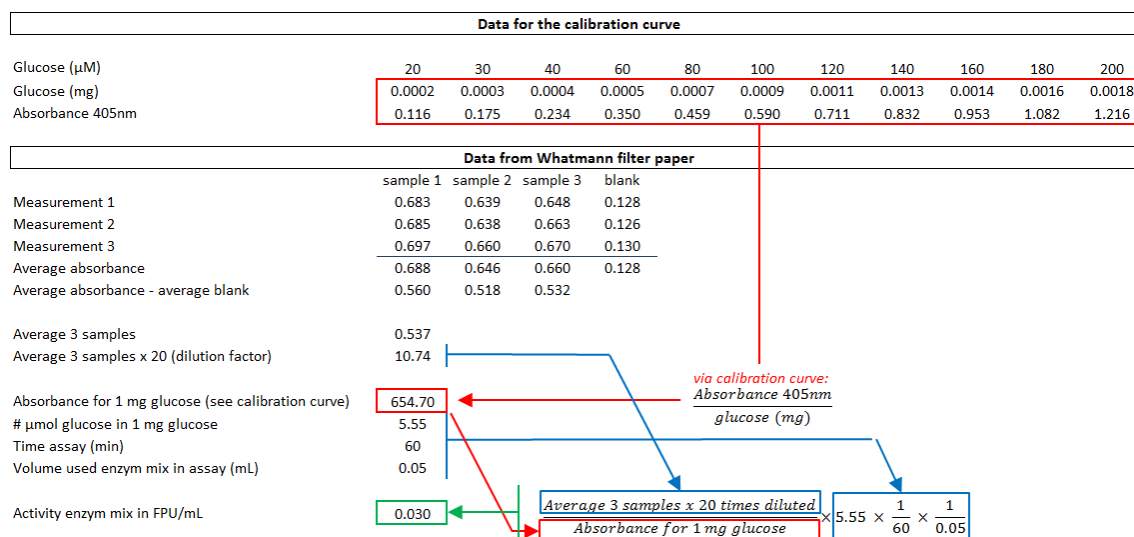 Data for the calibration curve
Glucose (µM) 20 30 40 60 80 100 120 140 160 180 200
Glucose (mg) 0.0002 0.0003 0.0004 0.0005 0.0007 0.0009 0.0011 0.0013 0.0014 0.0016 0.0018
Absorbance 405nm 0.116 0.175 0.234 0.350 0.459 0.590 0.711 0.832 0.953 1.082 1.216
Data from Whatmann filter paper
sample 1 sample 2 sample 3 blank
Measurement 1 0.683 0.639 0.648 0.128
Measurement 2 0.685 0.638 0.663 0.126
Measurement 3 0.697 0.660 0.670 0.130
Average absorbance 0.688 0.646 0.660 0.128
Average absorbance - average blank 0.560 0.518 0.532
Average 3 samples 0.537
Average 3 samples x 20 (dilution factor) 10.74
via calibration curve:
Absorbance 405nm
glucose (mg)
Absorbance for 1 mg glucose (see calibration curve) 654.70
# µmol glucose in 1 mg glucose 5.55
Time assay (min) 60
Volume used enzym mix in assay (mL) 0.05
Activity enzym mix in FPU/mL 0.030
Average 3 samples x 20 times diluted
Absorbance for 1 mg glucose
× 5.55 × 1/60 × 1/0.05